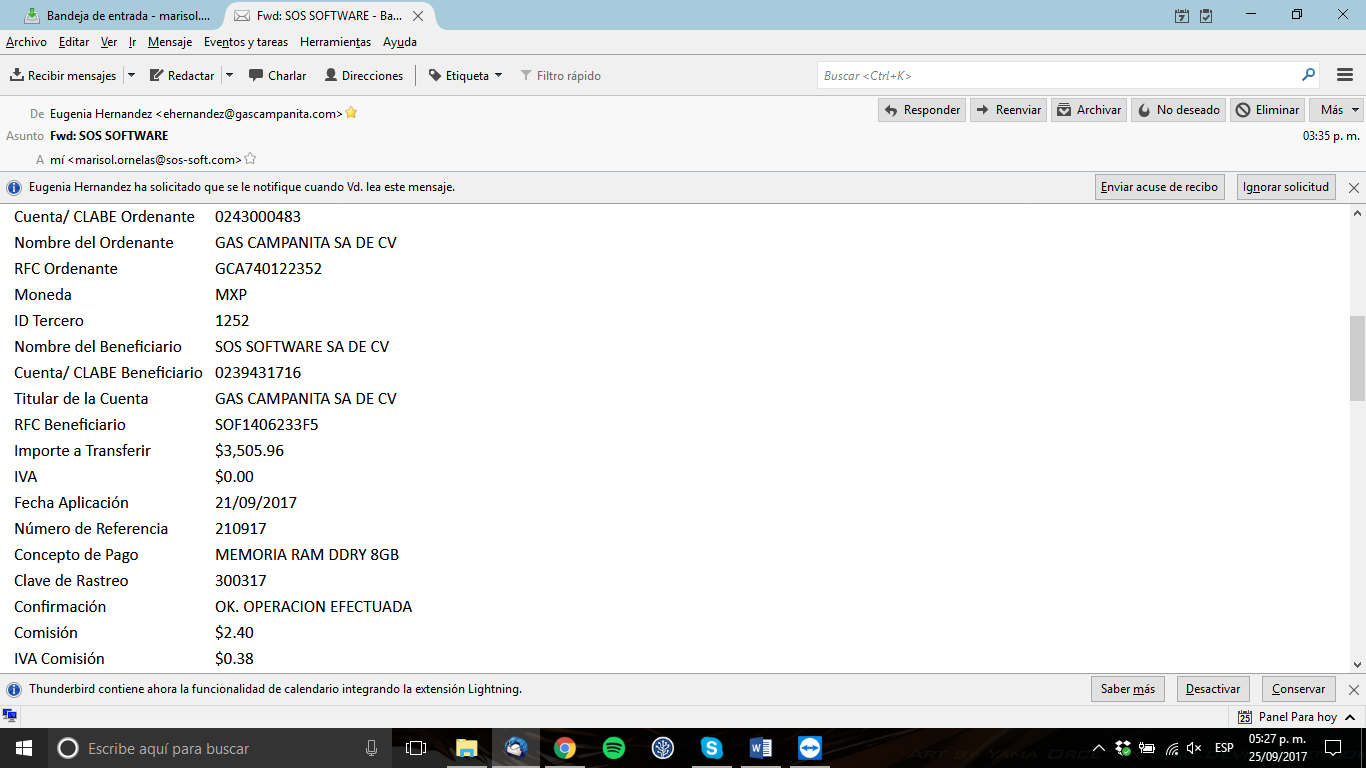 Bandeja de entrada - marisol....
Fwd: SOS SOFTWARE - Ba...
Archivo Editar Ver Ir Mensaje Eventos y tareas Herramientas Ayuda
Recibir mensajes Redactar Charlar Direcciones Etiqueta Filtro rápido Buscar <Ctrl+K>
De Eugenia Hernandez <ehernandez@gascampanita.com> Responder Reenviar Archivar No deseado Eliminar Más
Asunto Fwd: SOS SOFTWARE 03:35 p. m.
A mí <marisol.ornelas@sos-soft.com>
Eugenia Hernandez ha solicitado que se le notifique cuando Vd. lea este mensaje. Enviar acuse de recibo Ignorar solicitud
Cuenta/ CLABE Ordenante 0243000483
Nombre del Ordenante GAS CAMPANITA SA DE CV
RFC Ordenante GCA740122352
Moneda MXP
ID Tercero 1252
Nombre del Beneficiario SOS SOFTWARE SA DE CV
Cuenta/ CLABE Beneficiario 0239431716
Titular de la Cuenta GAS CAMPANITA SA DE CV
RFC Beneficiario SOF1406233F5
Importe a Transferir $3,505.96
IVA $0.00
Fecha Aplicación 21/09/2017
Número de Referencia 210917
Concepto de Pago MEMORIA RAM DDRY 8GB
Clave de Rastreo 300317
Confirmación OK. OPERACION EFECTUADA
Comisión $2.40
IVA Comisión $0.38
Thunderbird contiene ahora la funcionalidad de calendario integrando la extensión Lightning. Saber más Desactivar Conservar
25 Panel Para hoy
Escribe aquí para buscar
ESP
05:27 p. m.
25/09/2017